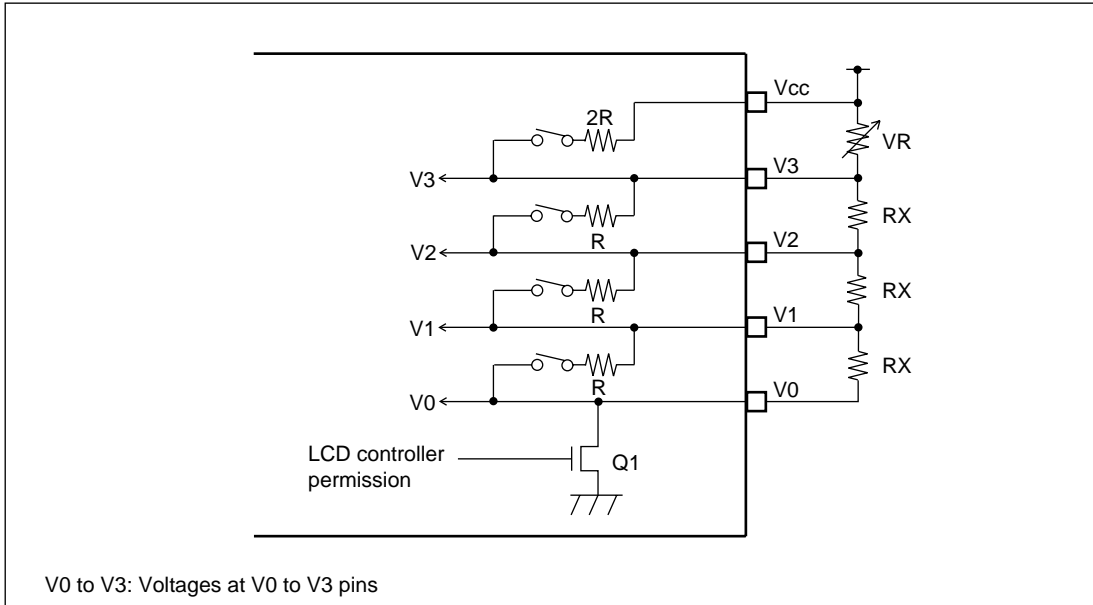 Vcc
2R
VR
V3
V3
RX
R
V2
V2
RX
R
V1
V1
RX
R
V0
V0
LCD controller
permission
Q1
V0 to V3: Voltages at V0 to V3 pins